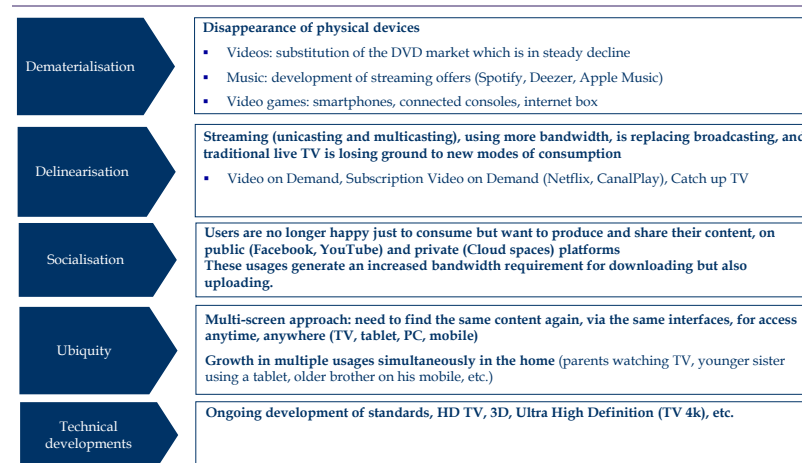 Dematerialisation
Disappearance of physical devices
▪ Videos: substitution of the DVD market which is in steady decline
▪ Music: development of streaming offers (Spotify, Deezer, Apple Music)
▪ Video games: smartphones, connected consoles, internet box
Delinearisation
Streaming (unicasting and multicasting), using more bandwidth, is replacing broadcasting, and
traditional live TV is losing ground to new modes of consumption
▪ Video on Demand, Subscription Video on Demand (Netflix, CanalPlay), Catch up TV
Socialisation
Users are no longer happy just to consume but want to produce and share their content, on
public (Facebook, YouTube) and private (Cloud spaces) platforms
These usages generate an increased bandwidth requirement for downloading but also
uploading.
Ubiquity
Multi-screen approach: need to find the same content again, via the same interfaces, for access
anytime, anywhere (TV, tablet, PC, mobile)
Growth in multiple usages simultaneously in the home (parents watching TV, younger sister
using a tablet, older brother on his mobile, etc.)
Technical
developments
Ongoing development of standards, HD TV, 3D, Ultra High Definition (TV 4k), etc.